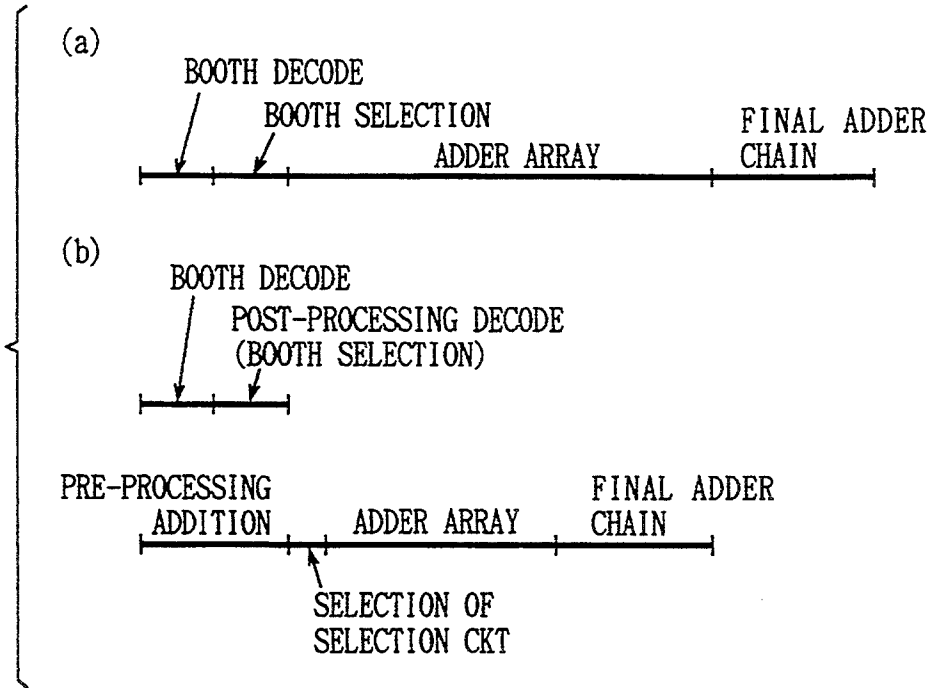 (a)
BOOTH DECODE
BOOTH SELECTION
ADDER ARRAY
FINAL ADDER
CHAIN
(b)
BOOTH DECODE
POST-PROCESSING DECODE
(BOOTH SELECTION)
PRE-PROCESSING
ADDITION
ADDER ARRAY
FINAL ADDER
CHAIN
SELECTION OF
SELECTION CKT